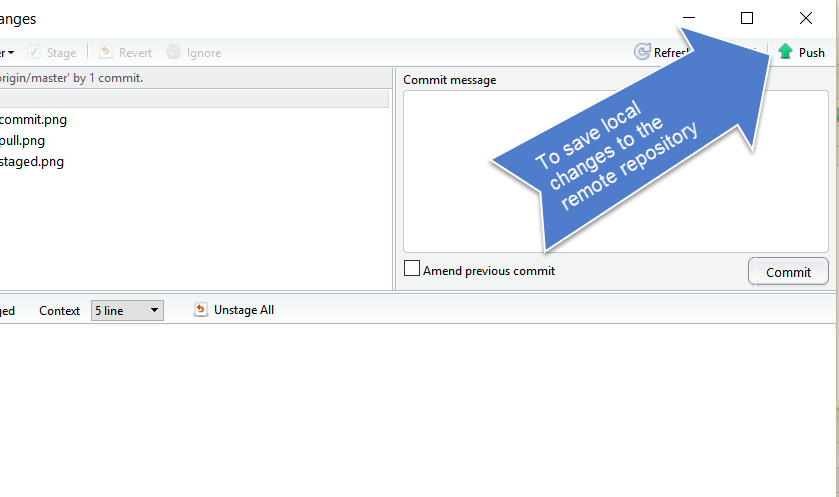 anges
er Stage Revert Ignore Push
origin/master' by 1 commit.
Commit message
commit.png
pull.png
staged.png
To save local
changes to the
remote repository
Amend previous commit
Commit
ged Context 5 line Unstage All